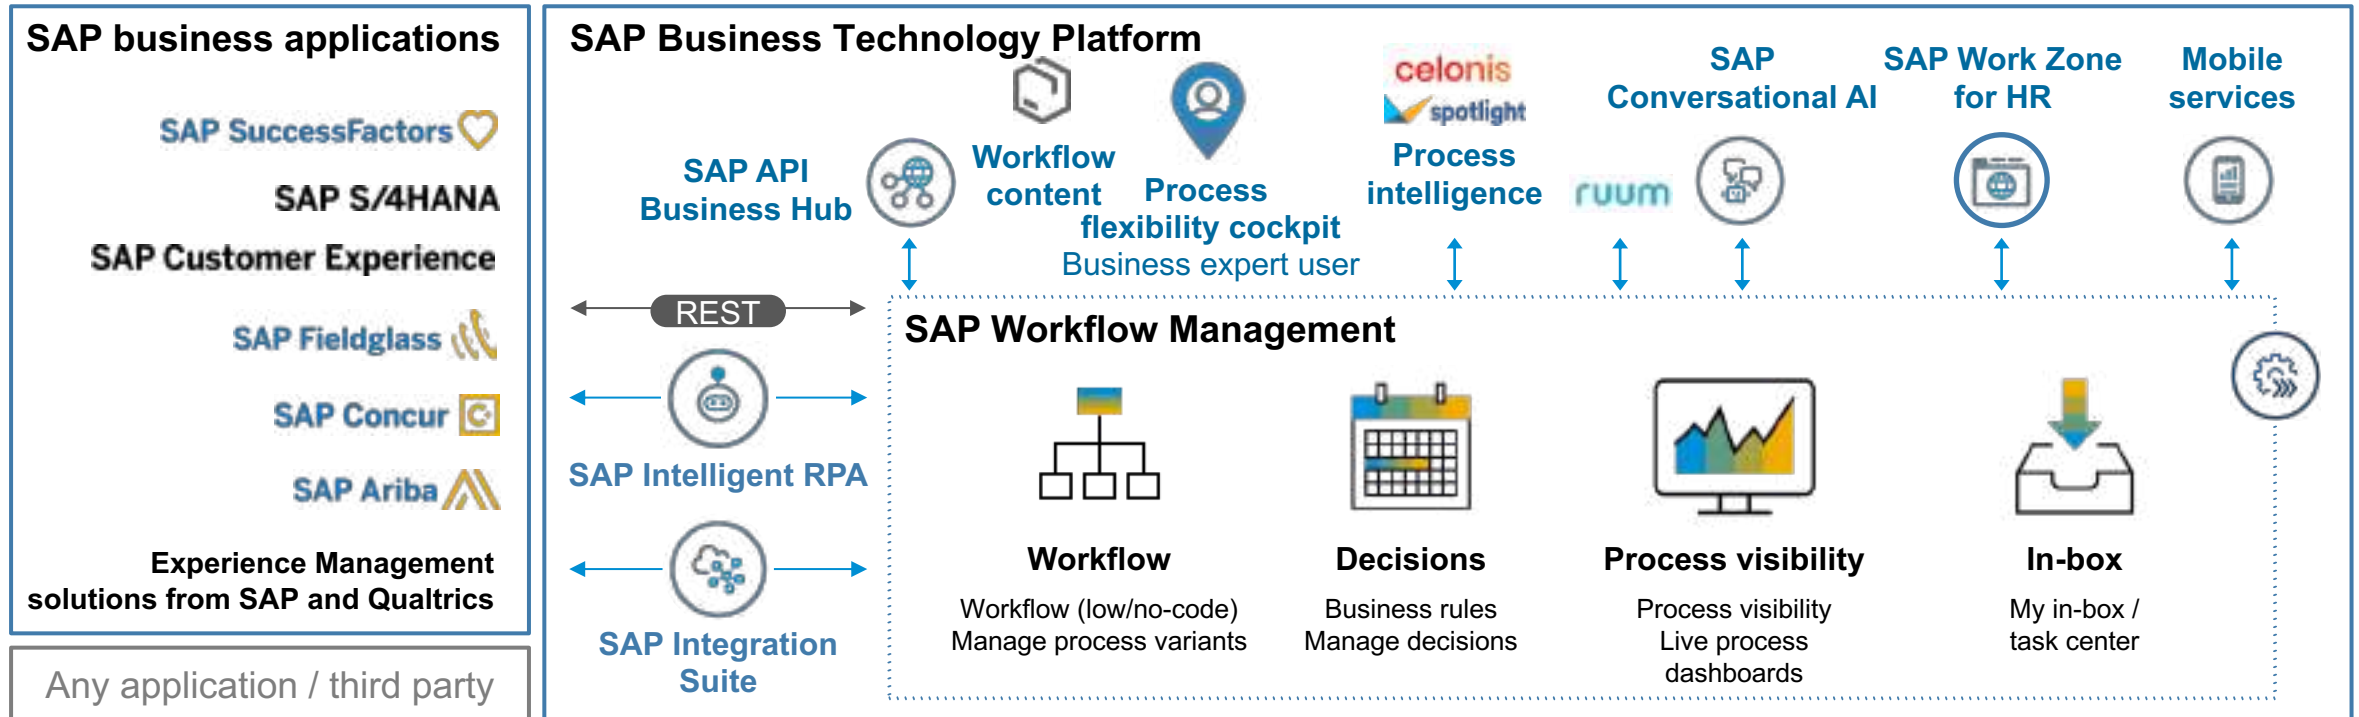 SAP business applications
SAP SuccessFactors
SAP S/4HANA
SAP Customer Experience
SAP Fieldglass
SAP Concur
SAP Ariba
Experience Management
solutions from SAP and Qualtrics
Any application / third party
SAP Business Technology Platform
SAP API
Business Hub
Workflow
content
Process
flexibility cockpit
Business expert user
celonis
spotlight
Process
intelligence
ruum
SAP
Conversational AI
SAP Work Zone
for HR
Mobile
services
REST
SAP Intelligent RPA
SAP Integration
Suite
SAP Workflow Management
Workflow
Workflow (low/no-code)
Manage process variants
Decisions
Business rules
Manage decisions
Process visibility
Process visibility
Live process
dashboards
In-box
My in-box /
task center